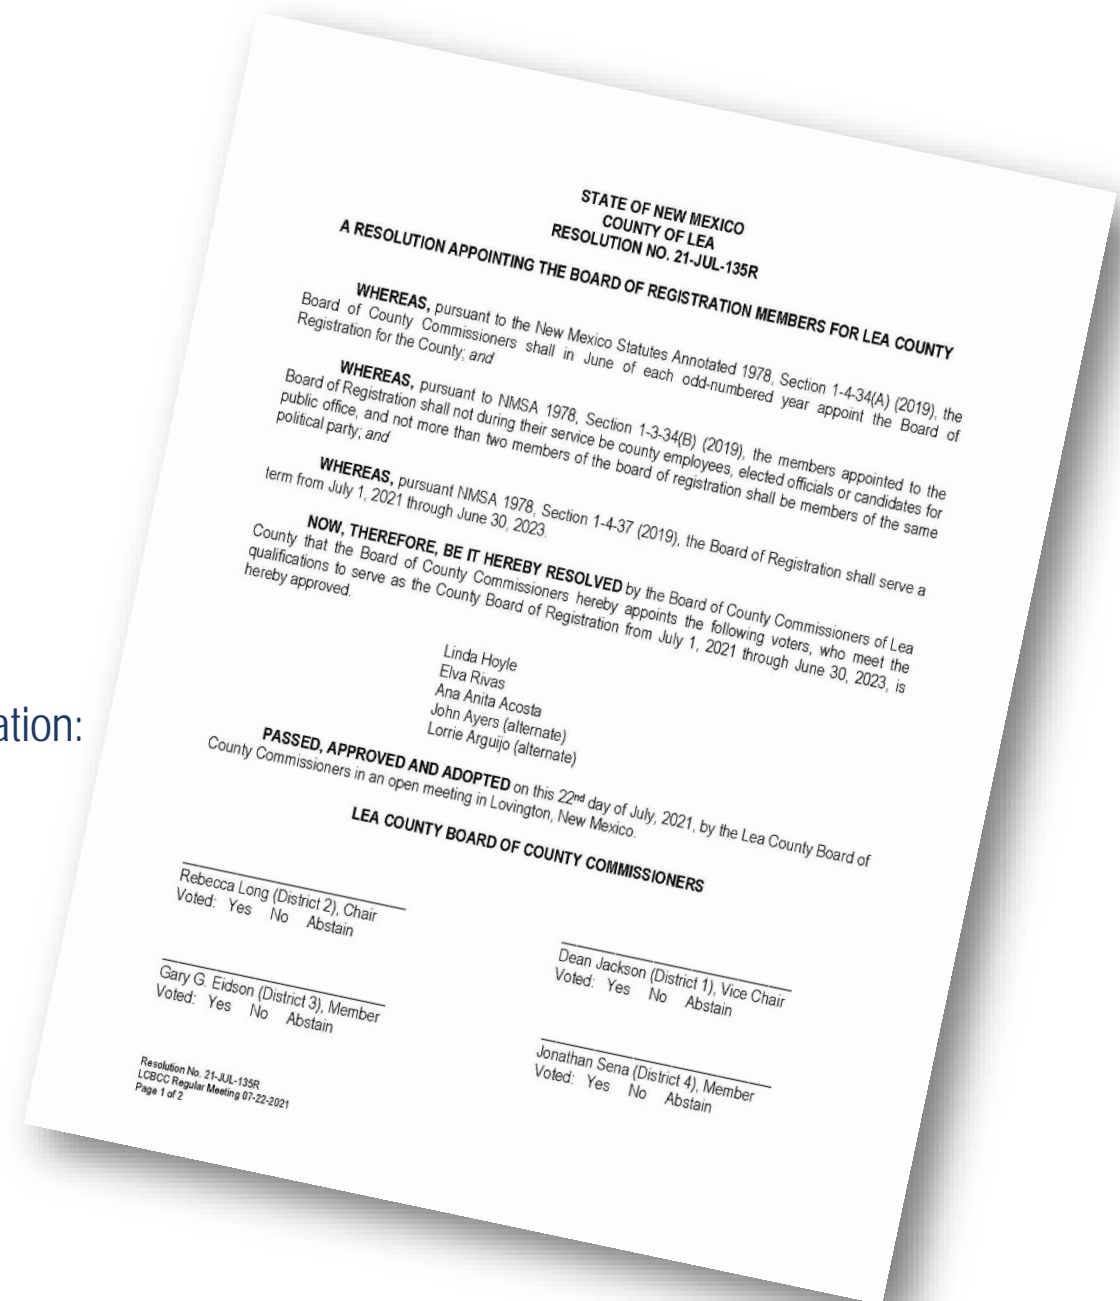 STATE OF NEW MEXICO
COUNTY OF LEA
RESOLUTION NO. 21-JUL-135R
A RESOLUTION APPOINTING THE BOARD OF REGISTRATION MEMBERS FOR LEA COUNTY
WHEREAS, pursuant to the New Mexico Statutes Annotated 1978, Section 1-4-34(A) (2019), the
Board of County Commissioners shall in June of each odd-numbered year appoint the Board of
Registration for the County; and
WHEREAS, pursuant to NMSA 1978, Section 1-3-34(B) (2019), the members appointed to the
Board of Registration shall not during their service be county employees, elected officials or candidates for
public office, and not more than two members of the board of registration shall be members of the same
political party; and
WHEREAS, pursuant NMSA 1978, Section 1-4-37 (2019), the Board of Registration shall serve a
term from July 1, 2021 through June 30, 2023.
NOW, THEREFORE, BE IT HEREBY RESOLVED by the Board of County Commissioners of Lea
County that the Board of County Commissioners hereby appoints the following voters, who meet the
qualifications to serve as the County Board of Registration from July 1, 2021 through June 30, 2023, is
hereby approved.
Linda Hoyle
Elva Rivas
Ana Anita Acosta
John Ayers (alternate)
Lorrie Arguijo (alternate)
ation:
PASSED, APPROVED AND ADOPTED on this 22nd day of July, 2021, by the Lea County Board of
County Commissioners in an open meeting in Lovington, New Mexico.
LEA COUNTY BOARD OF COUNTY COMMISSIONERS
Rebecca Long (District 2), Chair
Voted: Yes No Abstain
Dean Jackson (District 1), Vice Chair
Voted: Yes No Abstain
Gary G. Eidson (District 3), Member
Voted: Yes No Abstain
Jonathan Sena (District 4), Member
Voted: Yes No Abstain
Resolution No. 21-JUL-135R
LCBCC Regular Meeting 07-22-2021
Page 1 of 2